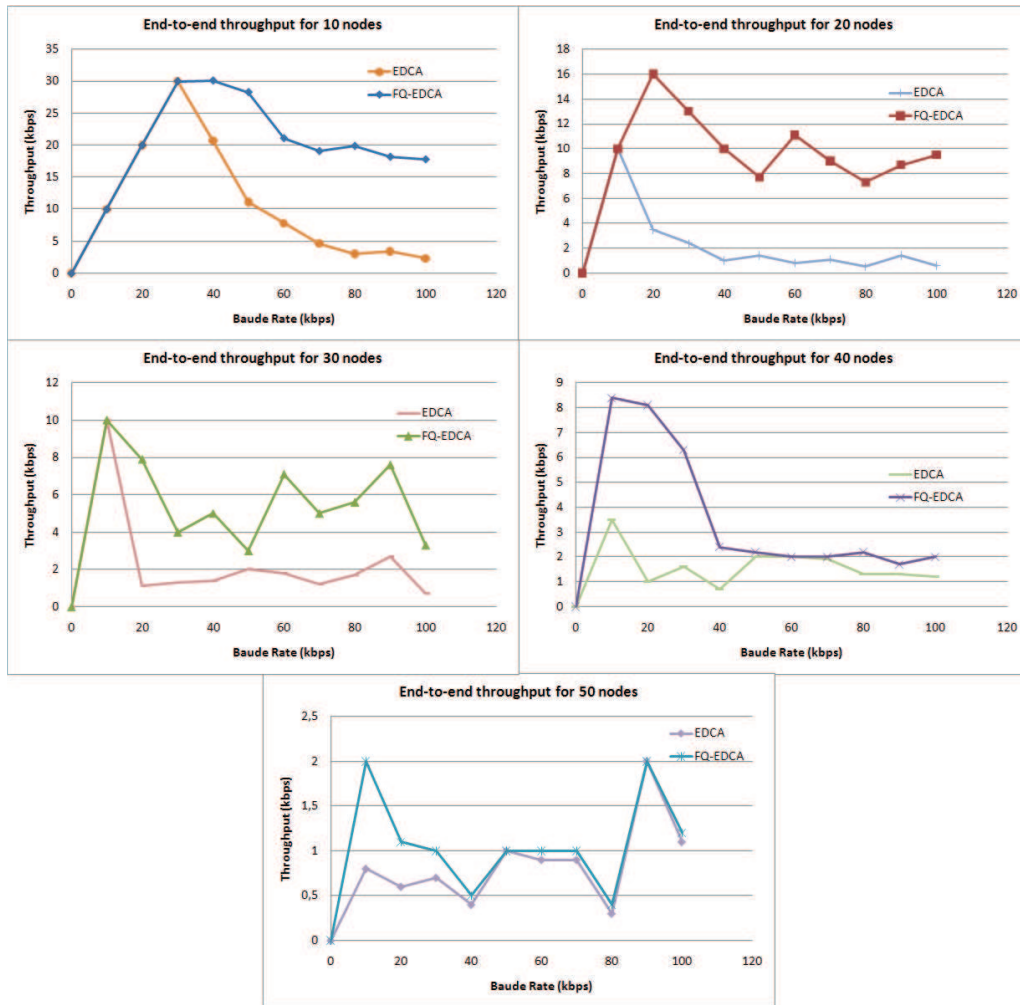 End-to-end throughput for 10 nodes
Throughput (kbps)
35
30
25
20
15
10
5
0
EDCA
FQ-EDCA
0 20 40 60 80 100 120
Baude Rate (kbps)
End-to-end throughput for 20 nodes
Throughput (kbps)
18
16
14
12
10
8
6
4
2
0
EDCA
FQ-EDCA
0 20 40 60 80 100 120
Baude Rate (kbps)
End-to-end throughput for 30 nodes
Throughput (kbps)
12
10
8
6
4
2
0
EDCA
FQ-EDCA
0 20 40 60 80 100 120
Baude Rate (kbps)
End-to-end throughput for 40 nodes
Throughput (kbps)
9
8
7
6
5
4
3
2
1
0
EDCA
FQ-EDCA
0 20 40 60 80 100 120
Baude Rate (kbps)
End-to-end throughput for 50 nodes
Throughput (kbps)
2,5
2
1,5
1
0,5
0
EDCA
FQ-EDCA
0 20 40 60 80 100 120
Baude Rate (kbps)